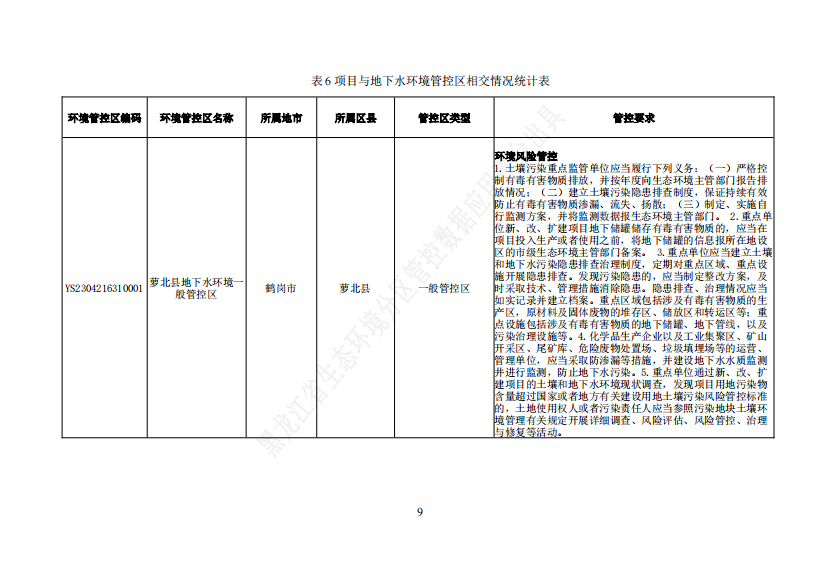 表 6 项目与地下水环境管控区相交情况统计表
环境管控区编码 环境管控区名称 所属地市 所属区县 管控区类型 管控要求
YS2304216310001
萝北县地下水环境一
般管控区
鹤岗市
萝北县
一般管控区
环境风险管控
1.土壤污染重点监管单位应当履行下列义务：（一）严格控
制有毒有害物质排放，并按年度向生态环境主管部门报告排
放情况；（二）建立土壤污染隐患排查制度，保证持续有效
防止有毒有害物质渗漏、流失、扬散；（三）制定、实施自
行监测方案，并将监测数据报生态环境主管部门。 2.重点单
位新、改、扩建项目地下储罐储存有毒有害物质的，应当在
项目投入生产或者使用之前，将地下储罐的信息报所在地设
区的市级生态环境主管部门备案。 3.重点单位应当建立土壤
和地下水污染隐患排查治理制度，定期对重点区域、重点设
施开展隐患排查。发现污染隐患的，应当制定整改方案，及
时采取技术、管理措施消除隐患。隐患排查、治理情况应当
如实记录并建立档案。重点区域包括涉及有毒有害物质的生
产区，原材料及固体废物的堆存区、储放区和转运区等；重
点设施包括涉及有毒有害物质的地下储罐、地下管线，以及
污染治理设施等。4.化学品生产企业以及工业集聚区、矿山
开采区、尾矿库、危险废物处置场、垃圾填埋场等的运营、
管理单位，应当采取防渗漏等措施，并建设地下水水质监测
井进行监测，防止地下水污染。5.重点单位通过新、改、扩
建项目的土壤和地下水环境现状调查，发现项目用地污染物
含量超过国家或者地方有关建设用地土壤污染风险管控标准
的，土地使用权人或者污染责任人应当参照污染地块土壤环
境管理有关规定开展详细调查、风险评估、风险管控、治理
与修复等活动。
9